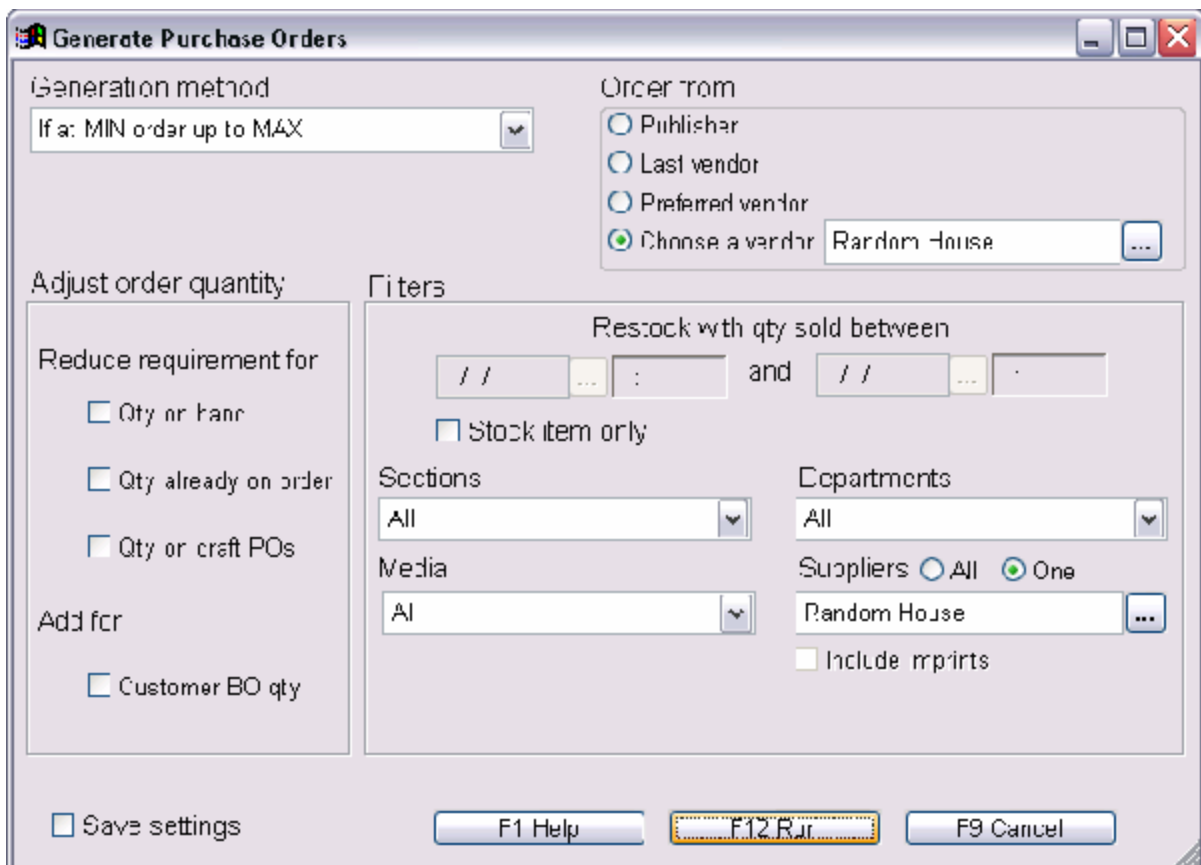 Generate Purchase Orders
Generation method
If at MIN order up to MAX
Order from
Publisher
Last vendor
Preferred vendor
Choose a vendor Random House ...
Adjust order quantity
Reduce requirement for
Qty on hand
Qty already on order
Qty on draft POs
Add for
Customer BO qty
Filters
Restock with qty sold between
/ / ... : and / / ... :
Stock item only
Sections
All
Departments
All
Media
All
Suppliers All One
Random House ...
Include imprints
Save settings
F1 Help
F12 Run
F9 Cancel